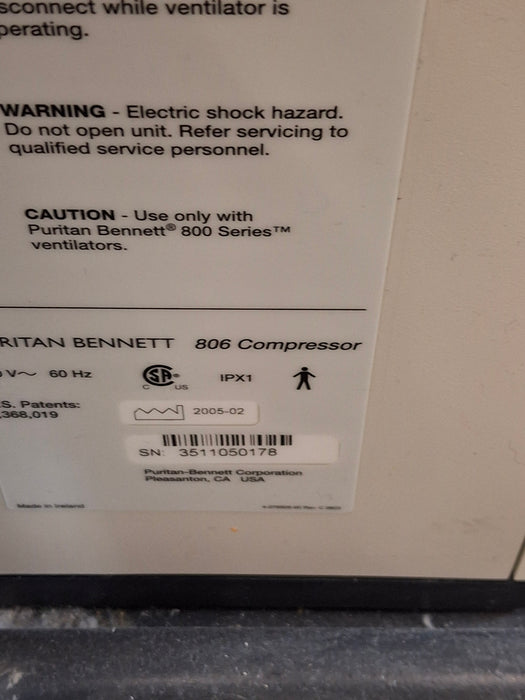 sconnect while ventilator is
perating.
WARNING - Electric shock hazard.
Do not open unit. Refer servicing to
qualified service personnel.
CAUTION - Use only with
Puritan Bennett® 800 Series™
ventilators.
RITAN BENNETT 806 Compressor
V~ 60 Hz
C SA US IPX1
S. Patents:
,368,019
2005-02
SN: 3511050178
Puritan-Bennett Corporation
Pleasanton, CA USA
Made in Ireland